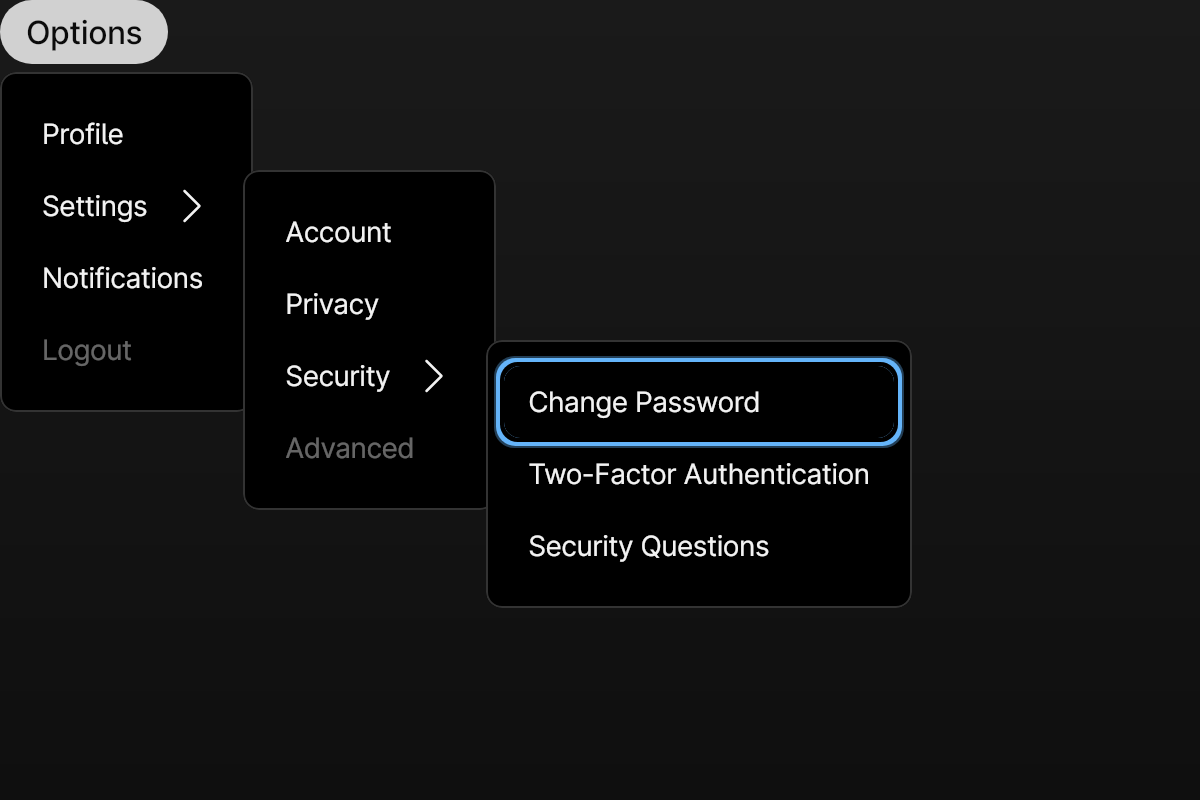 Options
Profile
Settings
Notifications
Logout
Account
Privacy
Security
Advanced
Change Password
Two-Factor Authentication
Security Questions